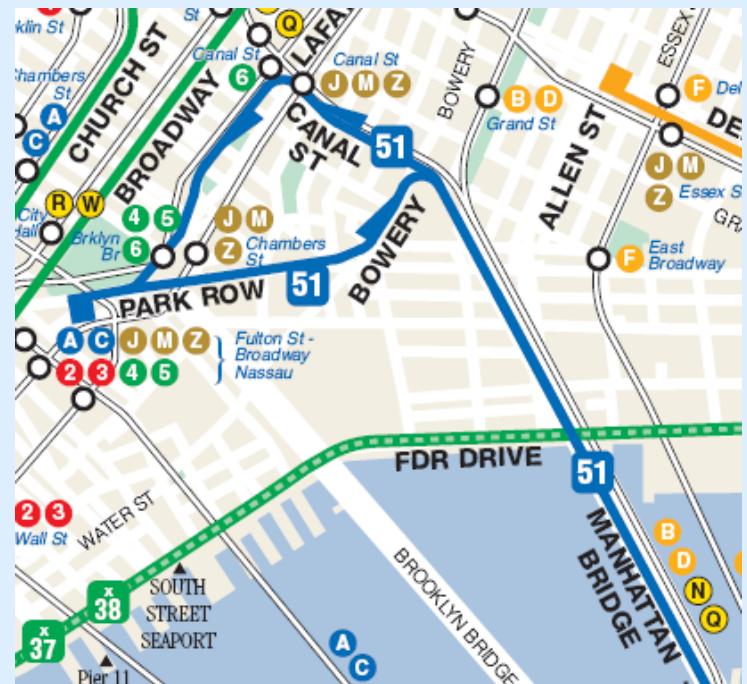 klin St
St
Q
Canal St
6
LAFA
Canal St
J M Z
CANAL
ST
51
BOWERY
B D
Grand St
ESSEX
F Del
DE
ALLEN ST
J M
Z Essex S
GRA
Chambers
St
A
C
CHURCH ST
BROADWAY
R W
City
Hall
4 5
Brklyn
Br 6
J M
Z Chambers
St
F East
Broadway
PARK ROW
51
BOWERY
A C J M Z
2 3 4 5
Fulton St -
Broadway
Nassau
FDR DRIVE
51
MANHATTAN
BRIDGE
B
D
N
Q
2 3
Wall St
WATER ST
SOUTH
STREET
SEAPORT
x
38
x
37
Pier 11
BROOKLYN BRIDGE
A
C